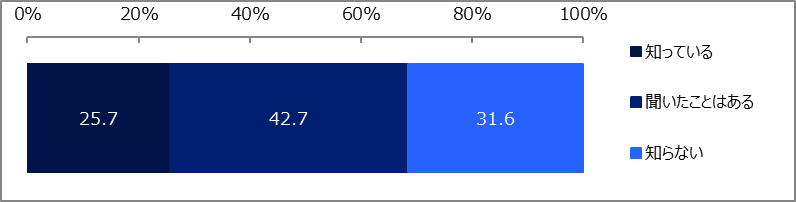 0% 20% 40% 60% 80% 100%
25.7 42.7 31.6
知っている
聞いたことはある
知らない